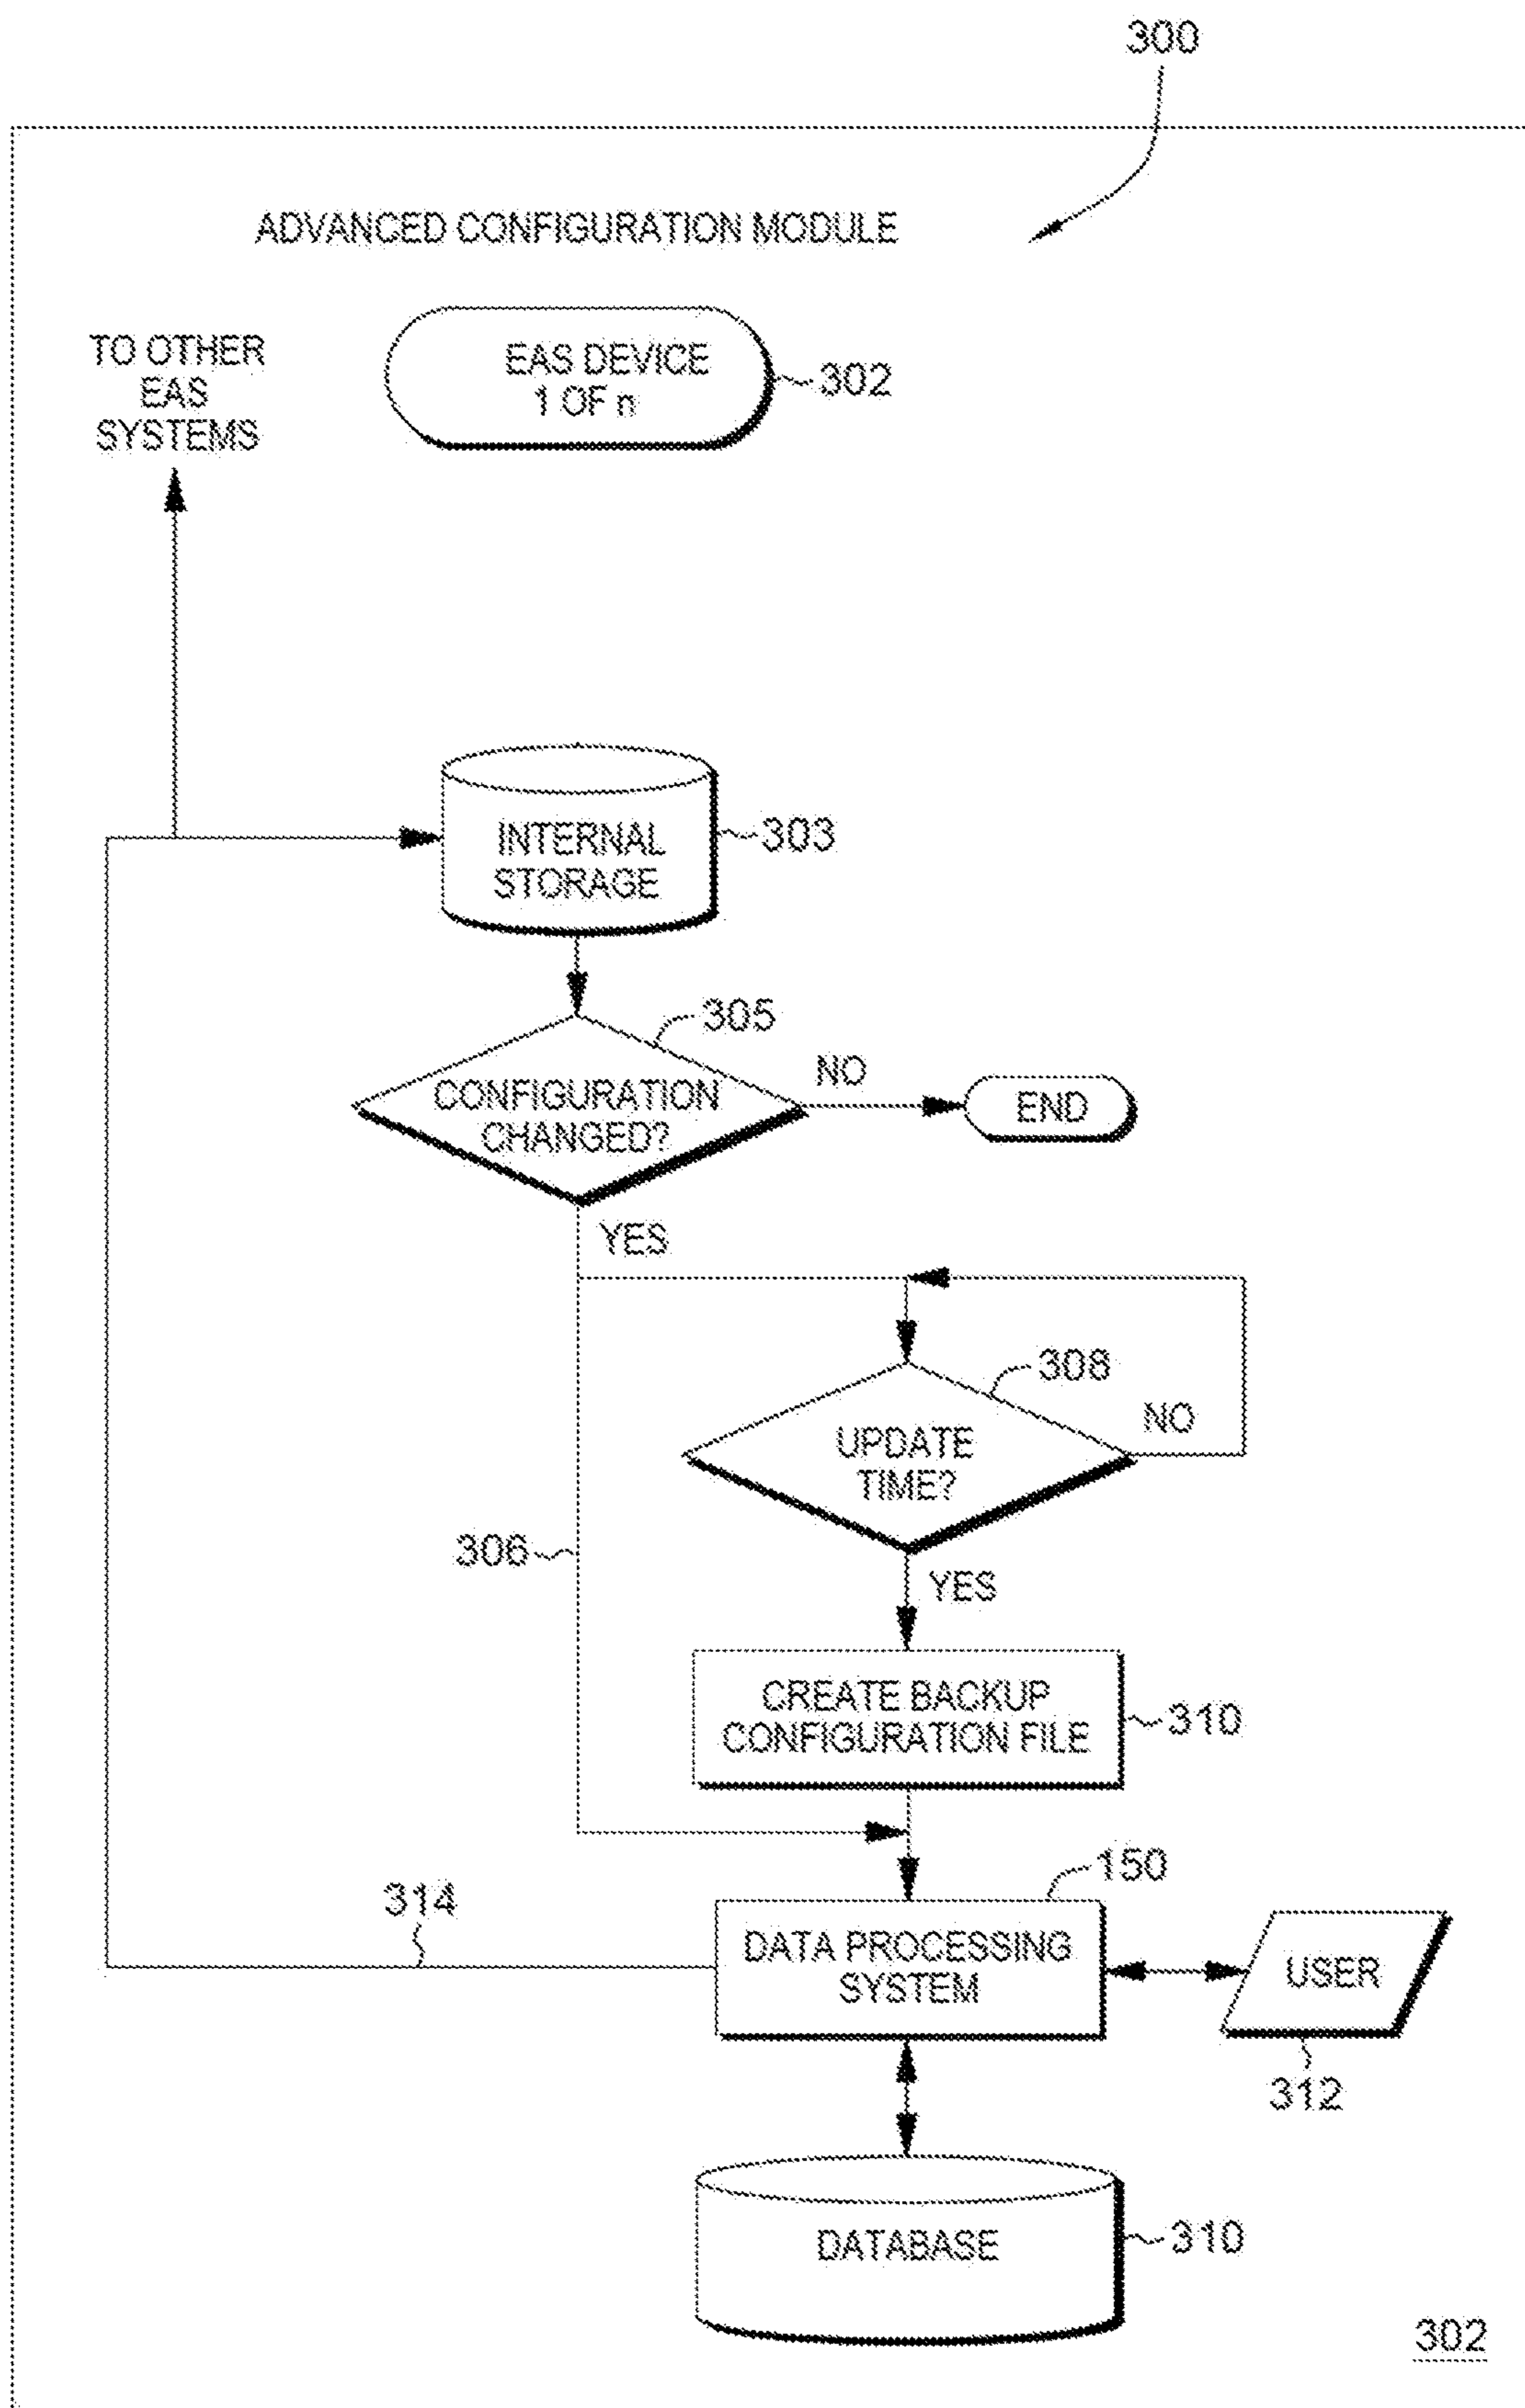 300
ADVANCED CONFIGURATION MODULE
TO OTHER
EAS
SYSTEMS
EAS DEVICE
1 OF n
302
INTERNAL
STORAGE
303
305
CONFIGURATION
CHANGED?
NO
END
YES
308
UPDATE
TIME?
NO
306
YES
CREATE BACKUP
CONFIGURATION FILE
310
150
314
DATA PROCESSING
SYSTEM
USER
312
DATABASE
310
302